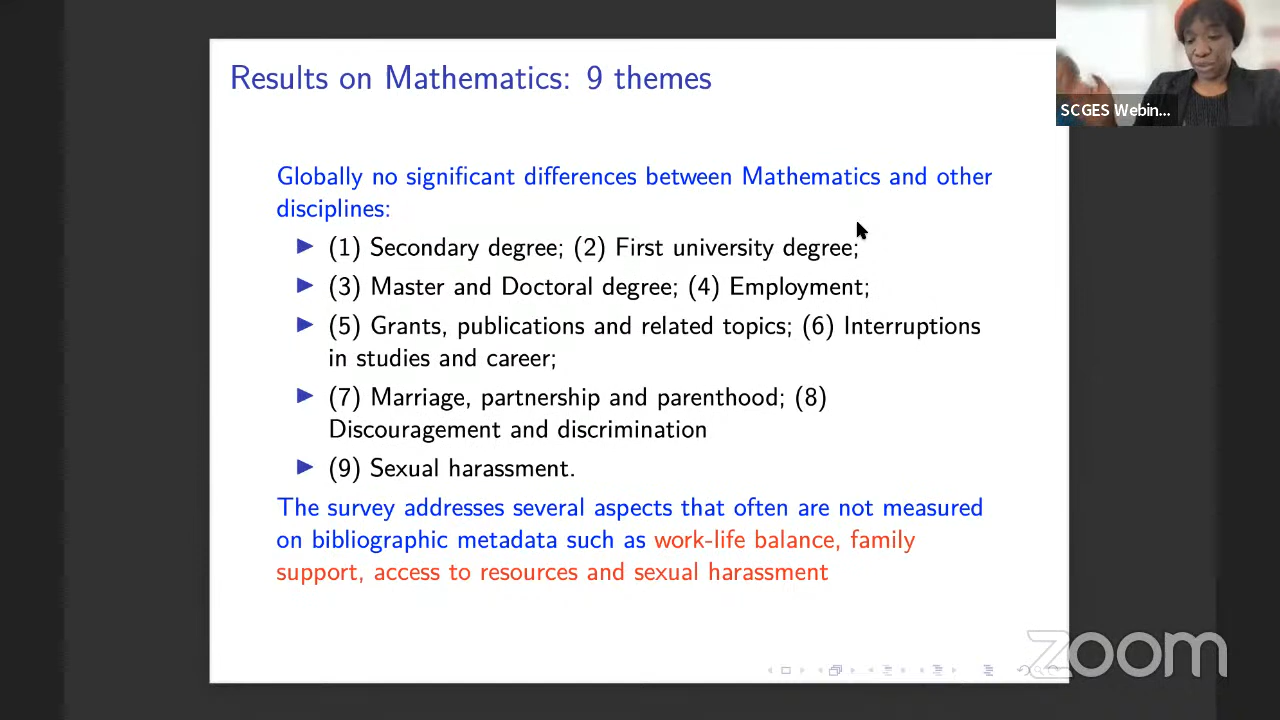 Results on Mathematics: 9 themes
SCGES Webin...
Globally no significant differences between Mathematics and other
disciplines:
(1) Secondary degree; (2) First university degree;
(3) Master and Doctoral degree; (4) Employment;
(5) Grants, publications and related topics; (6) Interruptions
in studies and career;
(7) Marriage, partnership and parenthood; (8)
Discouragement and discrimination
(9) Sexual harassment.
The survey addresses several aspects that often are not measured
on bibliographic metadata such as work-life balance, family
support, access to resources and sexual harassment
zoom